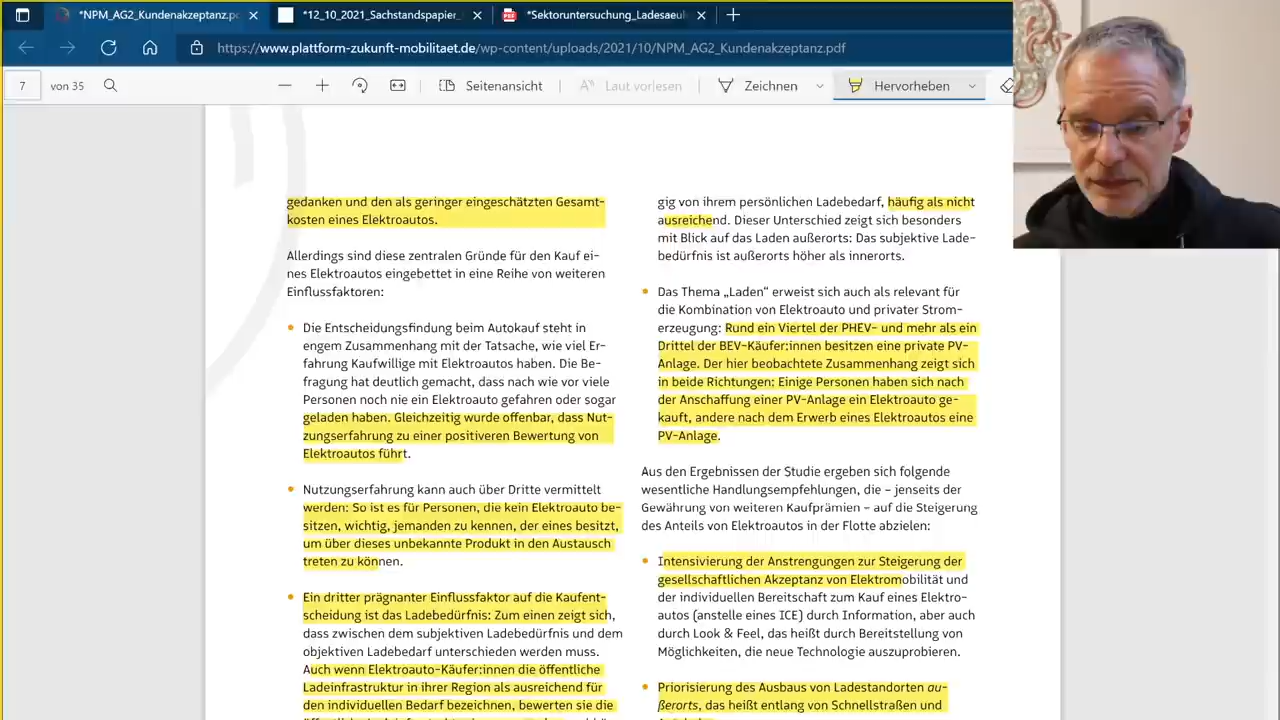 *NPM_AG2_Kundenakzeptanz.p
*12_10_2021_Sachstandspapier_
*Sektoruntersuchung_Ladesaeul
https://www.plattform-zukunft-mobilitaet.de/wp-content/uploads/2021/10/NPM_AG2_Kundenakzeptanz.pdf
7 von 35
Seitenansicht
Laut vorlesen
Zeichnen
Hervorheben
gedanken und den als geringer eingeschätzten Gesamt-
kosten eines Elektroautos.
Allerdings sind diese zentralen Gründe für den Kauf ei-
nes Elektroautos eingebettet in eine Reihe von weiteren
Einflussfaktoren:
• Die Entscheidungsfindung beim Autokauf steht in
engem Zusammenhang mit der Tatsache, wie viel Er-
fahrung Kaufwillige mit Elektroautos haben. Die Be-
fragung hat deutlich gemacht, dass nach wie vor viele
Personen noch nie ein Elektroauto gefahren oder sogar
geladen haben. Gleichzeitig wurde offenbar, dass Nut-
zungserfahrung zu einer positiveren Bewertung von
Elektroautos führt.
• Nutzungserfahrung kann auch über Dritte vermittelt
werden: So ist es für Personen, die kein Elektroauto be-
sitzen, wichtig, jemanden zu kennen, der eines besitzt,
um über dieses unbekannte Produkt in den Austausch
treten zu können.
• Ein dritter prägnanter Einflussfaktor auf die Kaufent-
scheidung ist das Ladebedürfnis: Zum einen zeigt sich,
dass zwischen dem subjektiven Ladebedürfnis und dem
objektiven Ladebedarf unterschieden werden muss.
Auch wenn Elektroauto-Käufer:innen die öffentliche
Ladeinfrastruktur in ihrer Region als ausreichend für
den individuellen Bedarf bezeichnen, bewerten sie die
gig von ihrem persönlichen Ladebedarf, häufig als nicht
ausreichend. Dieser Unterschied zeigt sich besonders
mit Blick auf das Laden außerorts: Das subjektive Lade-
bedürfnis ist außerorts höher als innerorts.
• Das Thema „Laden“ erweist sich auch als relevant für
die Kombination von Elektroauto und privater Strom-
erzeugung: Rund ein Viertel der PHEV- und mehr als ein
Drittel der BEV-Käufer:innen besitzen eine private PV-
Anlage. Der hier beobachtete Zusammenhang zeigt sich
in beide Richtungen: Einige Personen haben sich nach
der Anschaffung einer PV-Anlage ein Elektroauto ge-
kauft, andere nach dem Erwerb eines Elektroautos eine
PV-Anlage.
Aus den Ergebnissen der Studie ergeben sich folgende
wesentliche Handlungsempfehlungen, die – jenseits der
Gewährung von weiteren Kaufprämien – auf die Steigerung
des Anteils von Elektroautos in der Flotte abzielen:
• Intensivierung der Anstrengungen zur Steigerung der
gesellschaftlichen Akzeptanz von Elektromobilität und
der individuellen Bereitschaft zum Kauf eines Elektro-
autos (anstelle eines ICE) durch Information, aber auch
durch Look & Feel, das heißt durch Bereitstellung von
Möglichkeiten, die neue Technologie auszuprobieren.
• Priorisierung des Ausbaus von Ladestandorten au-
ßerorts, das heißt entlang von Schnellstraßen und